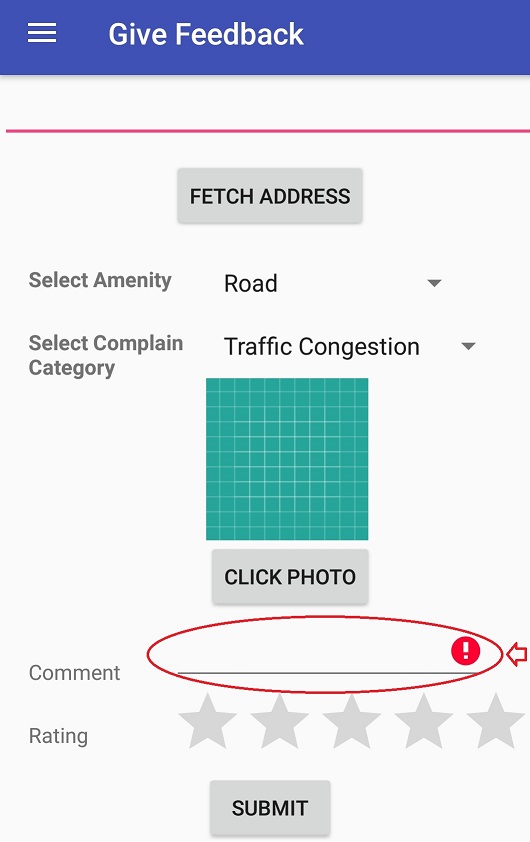 Give Feedback
FETCH ADDRESS
Select Amenity Road
Select Complain Traffic Congestion
Category
CLICK PHOTO
Comment
Rating
SUBMIT